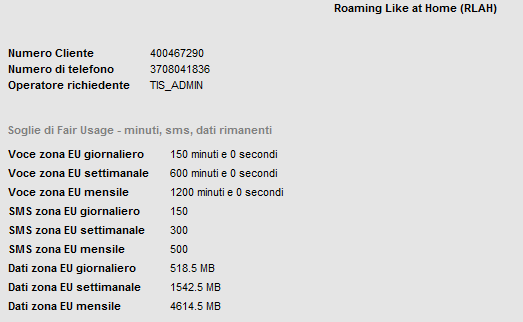 Roaming Like at Home (RLAH)
Numero Cliente 400467290
Numero di telefono 3708041836
Operatore richiedente TIS_ADMIN
Soglie di Fair Usage - minuti, sms, dati rimanenti
Voce zona EU giornaliero 150 minuti e 0 secondi
Voce zona EU settimanale 600 minuti e 0 secondi
Voce zona EU mensile 1200 minuti e 0 secondi
SMS zona EU giornaliero 150
SMS zona EU settimanale 300
SMS zona EU mensile 500
Dati zona EU giornaliero 518.5 MB
Dati zona EU settimanale 1542.5 MB
Dati zona EU mensile 4614.5 MB